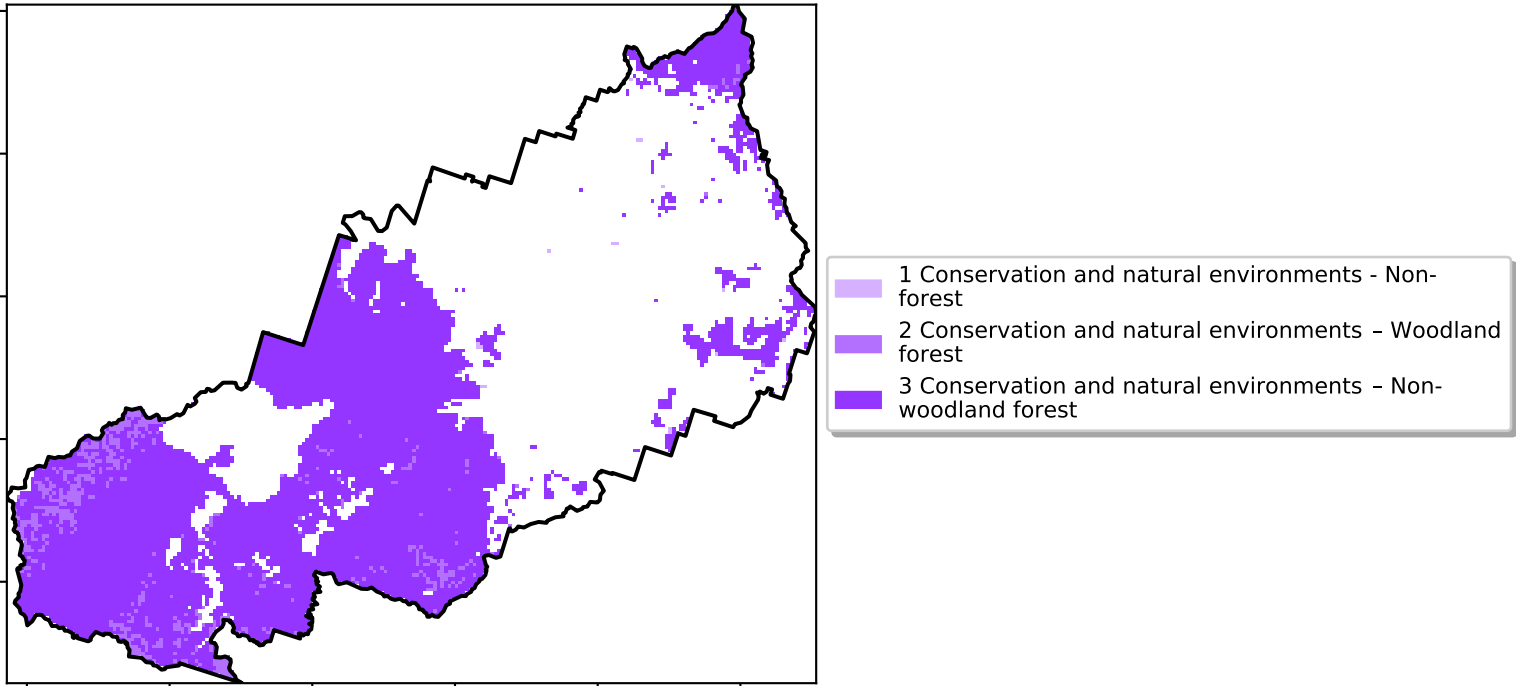 1 Conservation and natural environments - Non-
forest
2 Conservation and natural environments – Woodland
forest
3 Conservation and natural environments – Non-
woodland forest